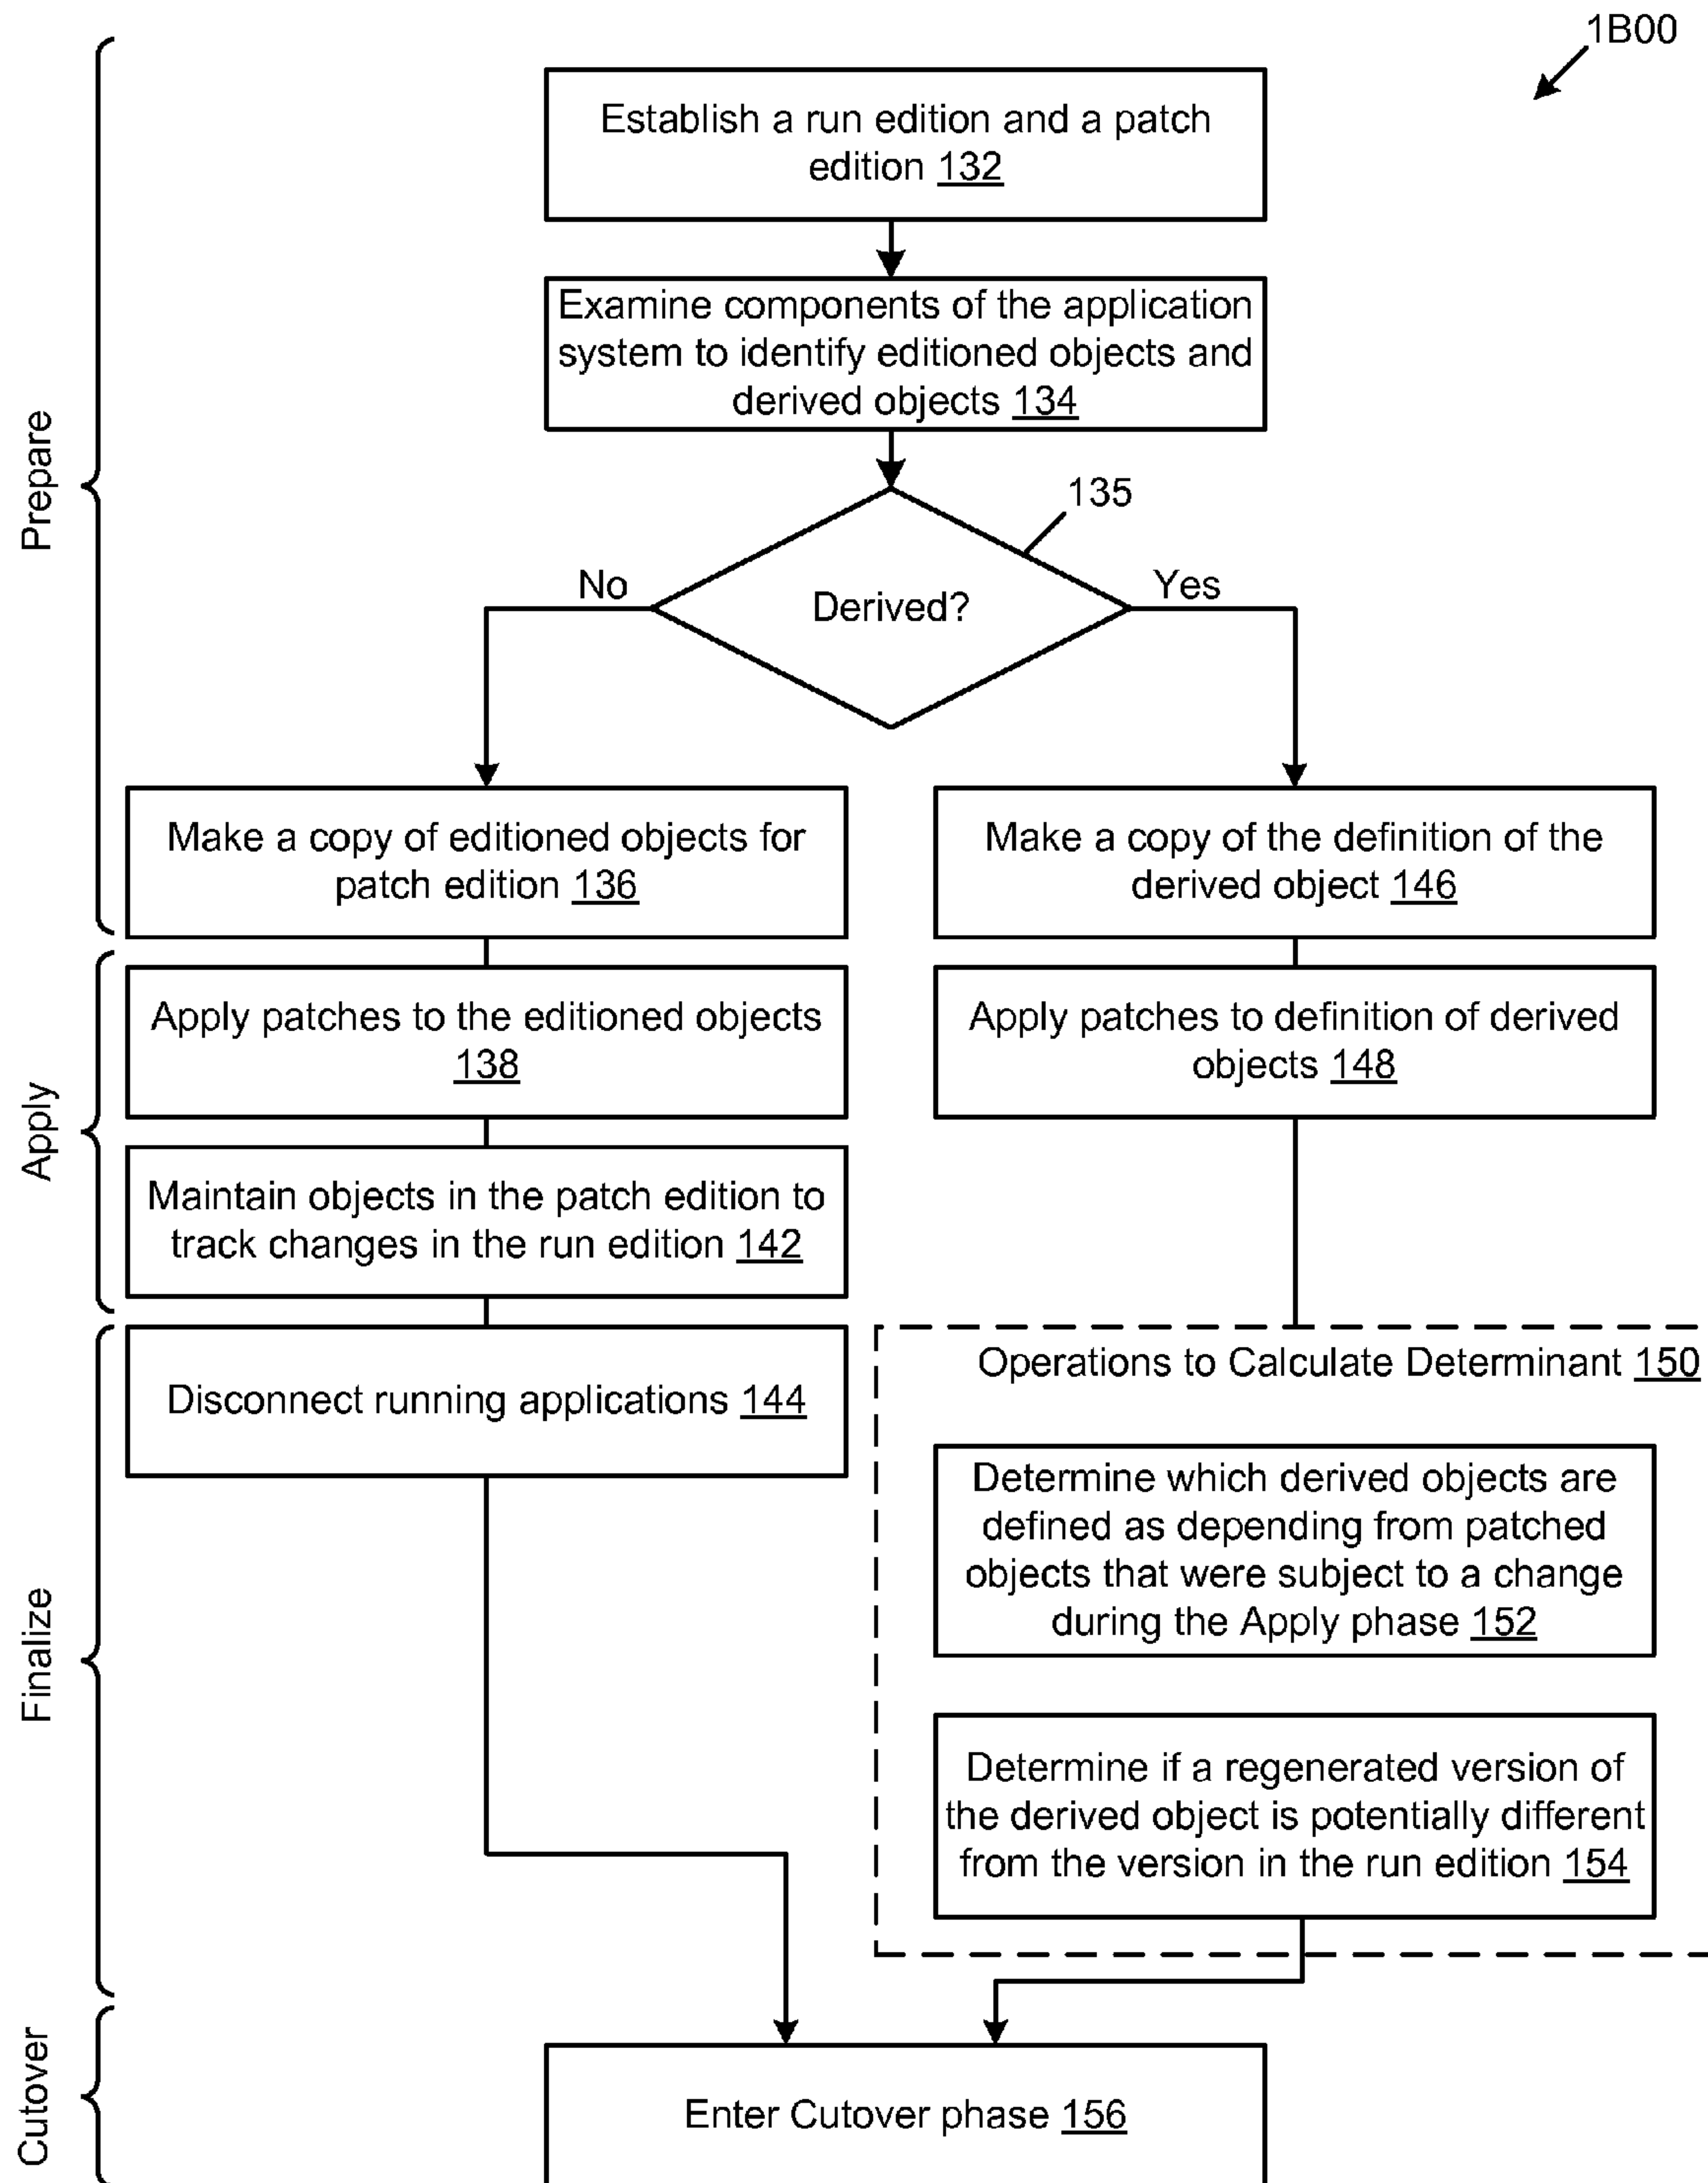 1B00
Establish a run edition and a patch
edition 132
Examine components of the application
system to identify editioned objects and
derived objects 134
Prepare
135
No
Yes
Derived?
Make a copy of editioned objects for
patch edition 136
Make a copy of the definition of the
derived object 146
Apply patches to the editioned objects
138
Apply patches to definition of derived
objects 148
Apply
Maintain objects in the patch edition to
track changes in the run edition 142
Disconnect running applications 144
Operations to Calculate Determinant 150
Determine which derived objects are
defined as depending from patched
objects that were subject to a change
during the Apply phase 152
Finalize
Determine if a regenerated version of
the derived object is potentially different
from the version in the run edition 154
Cutover
Enter Cutover phase 156